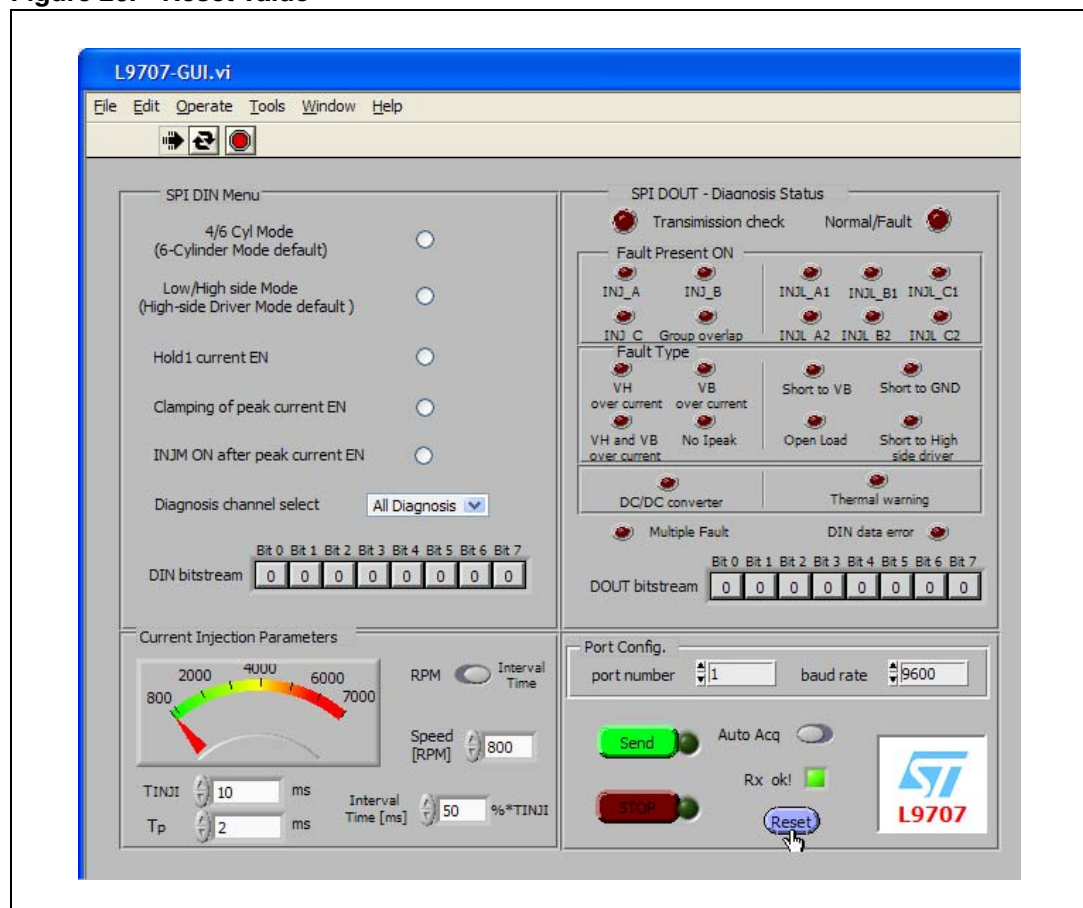 L9707-GUI.vi
File Edit Operate Tools Window Help
SPI DIN Menu
4/6 Cyl Mode
(6-Cylinder Mode default)
Low/High side Mode
(High-side Driver Mode default )
Hold1 current EN
Clamping of peak current EN
INJM ON after peak current EN
Diagnosis channel select All Diagnosis
Bit 0 Bit 1 Bit 2 Bit 3 Bit 4 Bit 5 Bit 6 Bit 7
DIN bitstream 0 0 0 0 0 0 0 0
SPI DOUT - Diagnosis Status
Transimission check Normal/Fault
Fault Present ON
INJ_A INJ_B INJL_A1 INJL_B1 INJL_C1
INJ C Group overlap INJL A2 INJL B2 INJL C2
Fault Type
VH over current VB over current Short to VB Short to GND
VH and VB over current No Ipeak Open Load Short to High side driver
DC/DC converter Thermal warning
Multiple Fault DIN data error
Bit 0 Bit 1 Bit 2 Bit 3 Bit 4 Bit 5 Bit 6 Bit 7
DOUT bitstream 0 0 0 0 0 0 0 0
Current Injection Parameters
800 2000 4000 6000 7000
RPM Interval Time
Speed [RPM] 800
TINJI 10 ms
Tp 2 ms
Interval Time [ms] 50 %*TINJI
Port Config.
port number 1 baud rate 9600
Send Auto Acq
Rx ok!
STOP Reset
ST
L9707